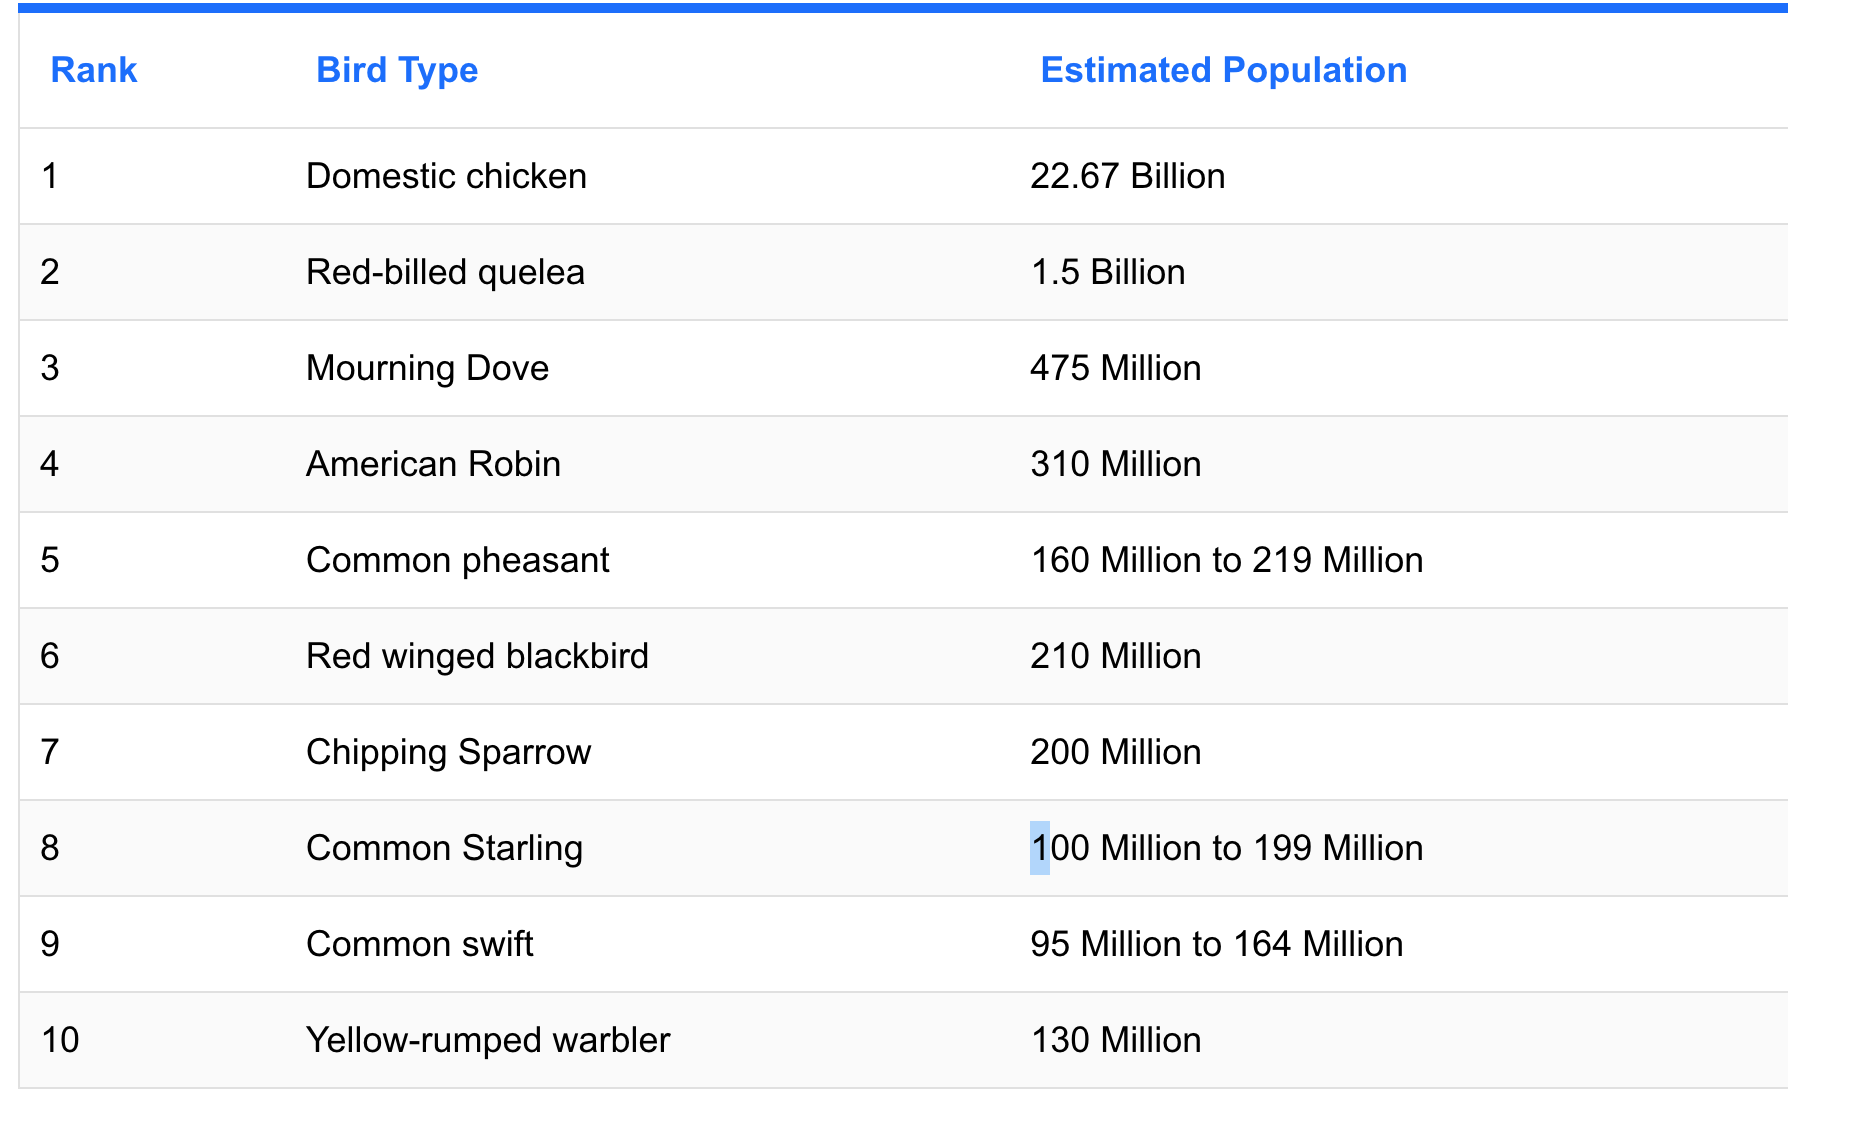 Rank Bird Type Estimated Population
1 Domestic chicken 22.67 Billion
2 Red-billed quelea 1.5 Billion
3 Mourning Dove 475 Million
4 American Robin 310 Million
5 Common pheasant 160 Million to 219 Million
6 Red winged blackbird 210 Million
7 Chipping Sparrow 200 Million
8 Common Starling 100 Million to 199 Million
9 Common swift 95 Million to 164 Million
10 Yellow-rumped warbler 130 Million